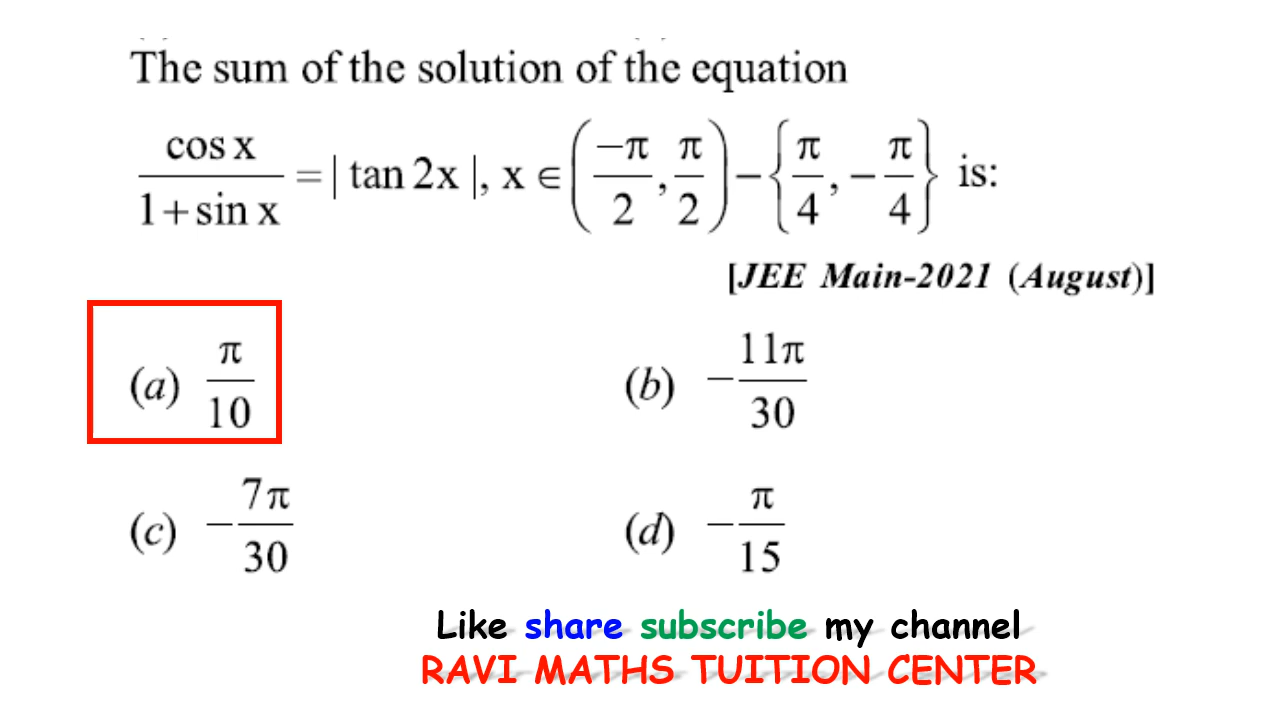 The sum of the solution of the equation
cos x / (1 + sin x) = | tan 2x |, x ∈ (−π/2, π/2) − {π/4, −π/4} is:
[JEE Main-2021 (August)]
(a) π/10 (b) −11π/30
(c) −7π/30 (d) −π/15
Like share subscribe my channel
RAVI MATHS TUITION CENTER